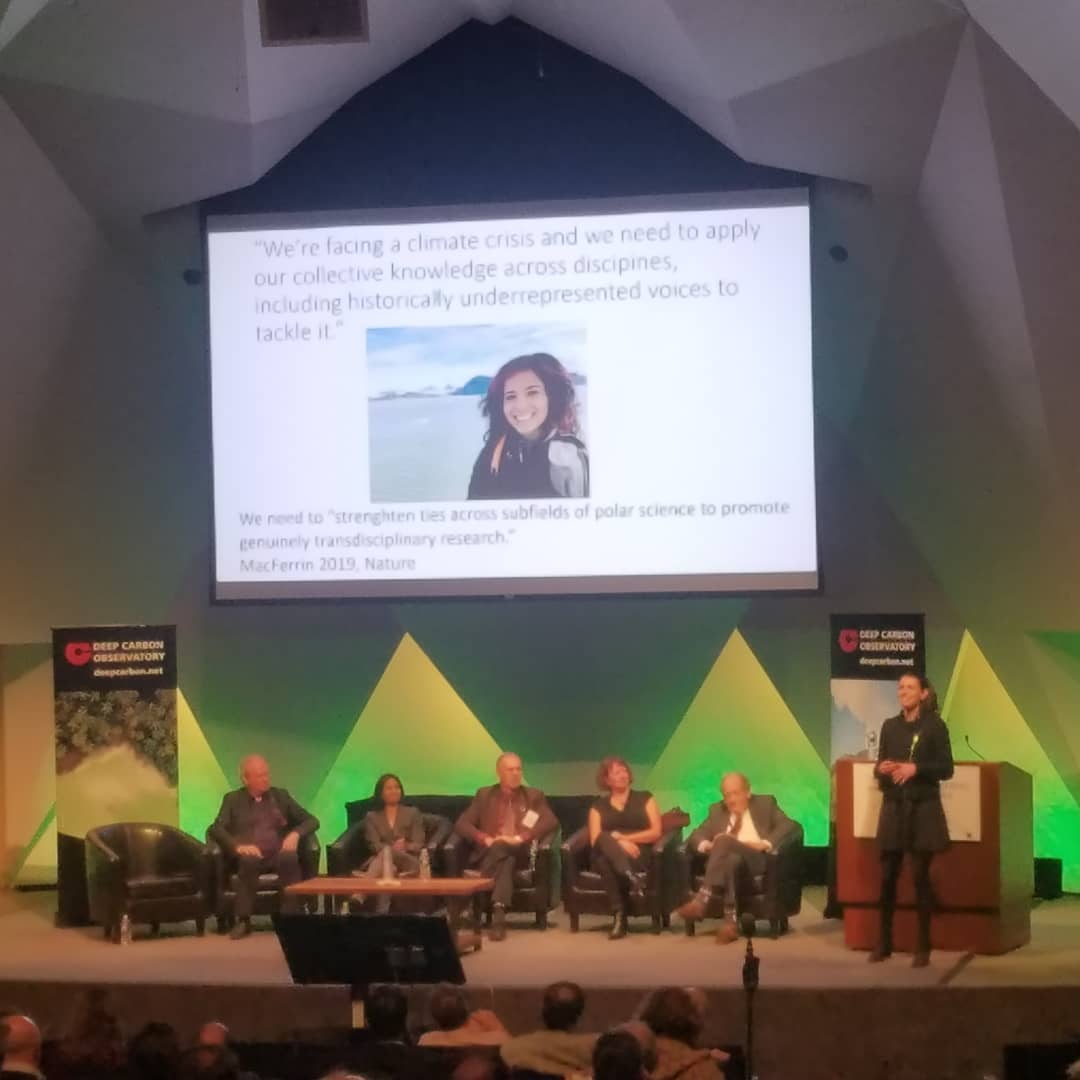 "We're facing a climate crisis and we need to apply
our collective knowledge across discipines,
including historically underrepresented voices to
tackle it."
We need to "strenghten ties across subfields of polar science to promote
genuinely transdisciplinary research."
MacFerrin 2019, Nature
DEEP CARBON
OBSERVATORY
deepcarbon.net
DEEP CARBON
OBSERVATORY
deepcarbon.net